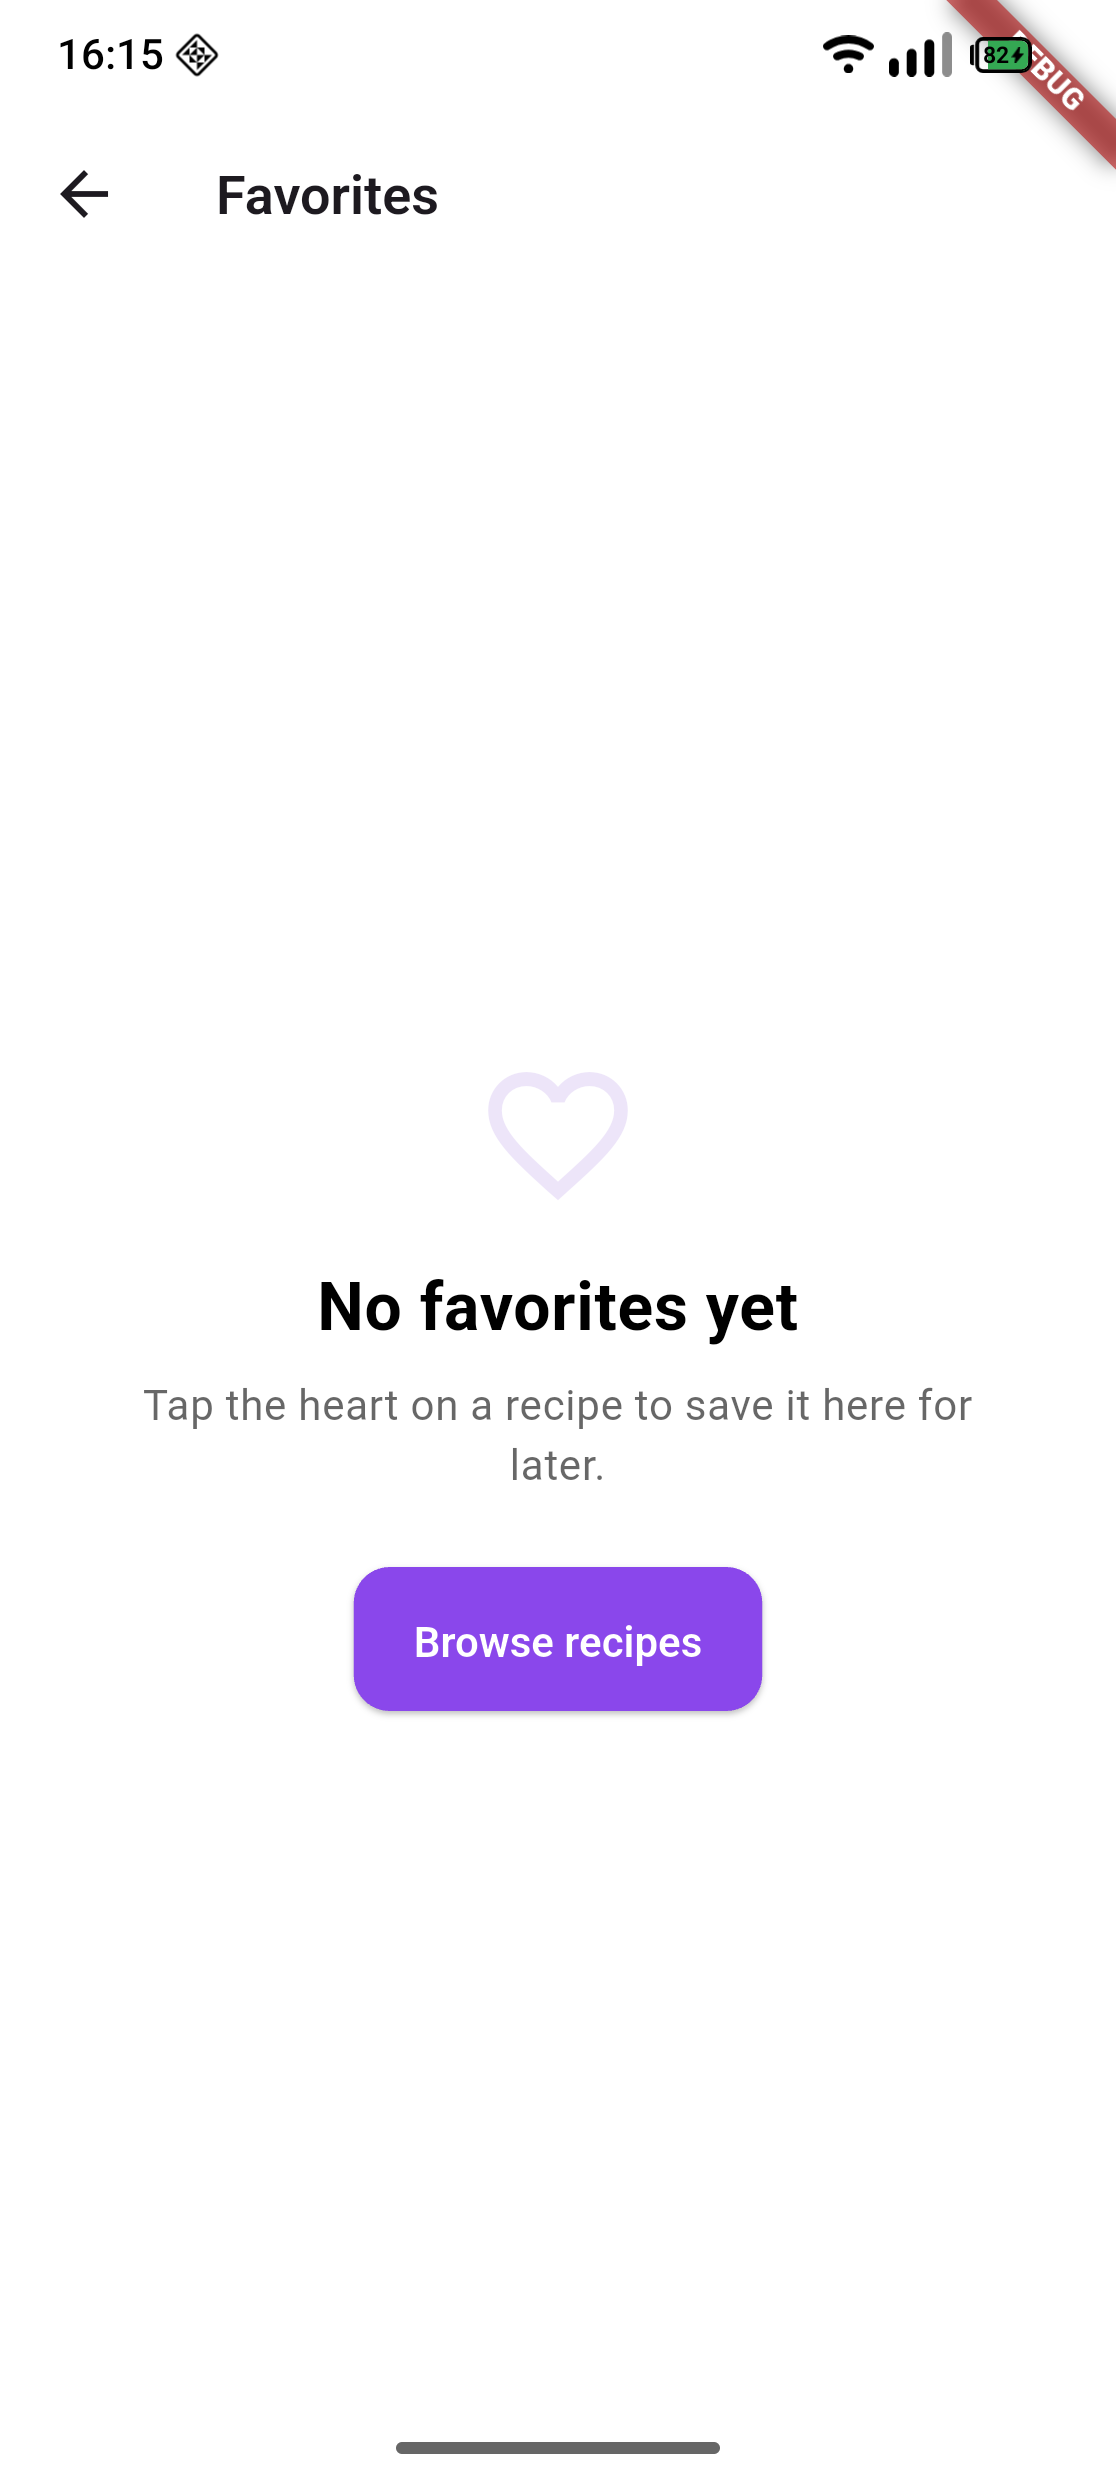 16:15
82
DEBUG
Favorites
No favorites yet
Tap the heart on a recipe to save it here for
later.
Browse recipes